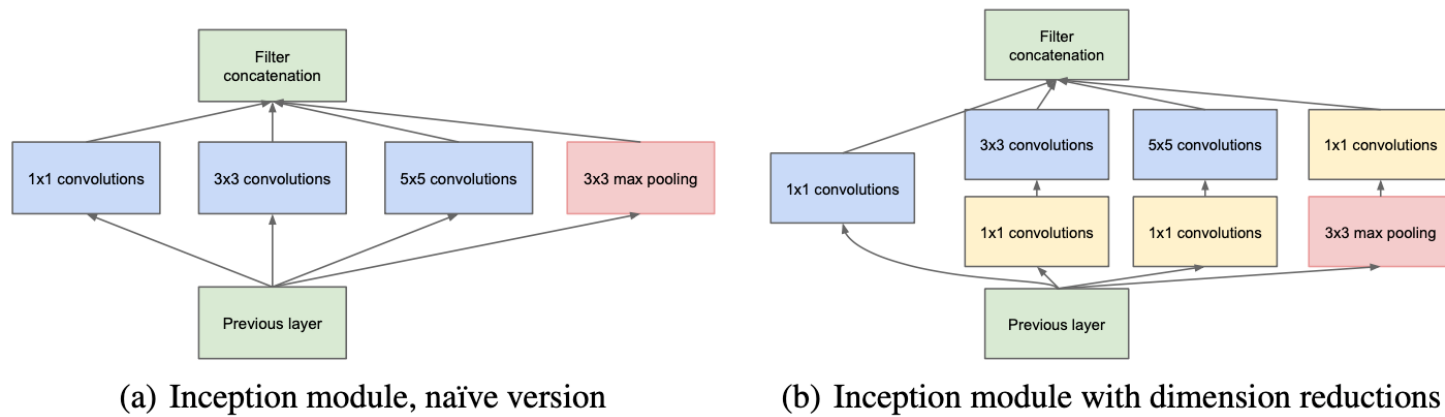 Filter
concatenation
1x1 convolutions
3x3 convolutions
5x5 convolutions
3x3 max pooling
Previous layer
(a) Inception module, naïve version
Filter
concatenation
3x3 convolutions
5x5 convolutions
1x1 convolutions
1x1 convolutions
1x1 convolutions
1x1 convolutions
3x3 max pooling
Previous layer
(b) Inception module with dimension reductions